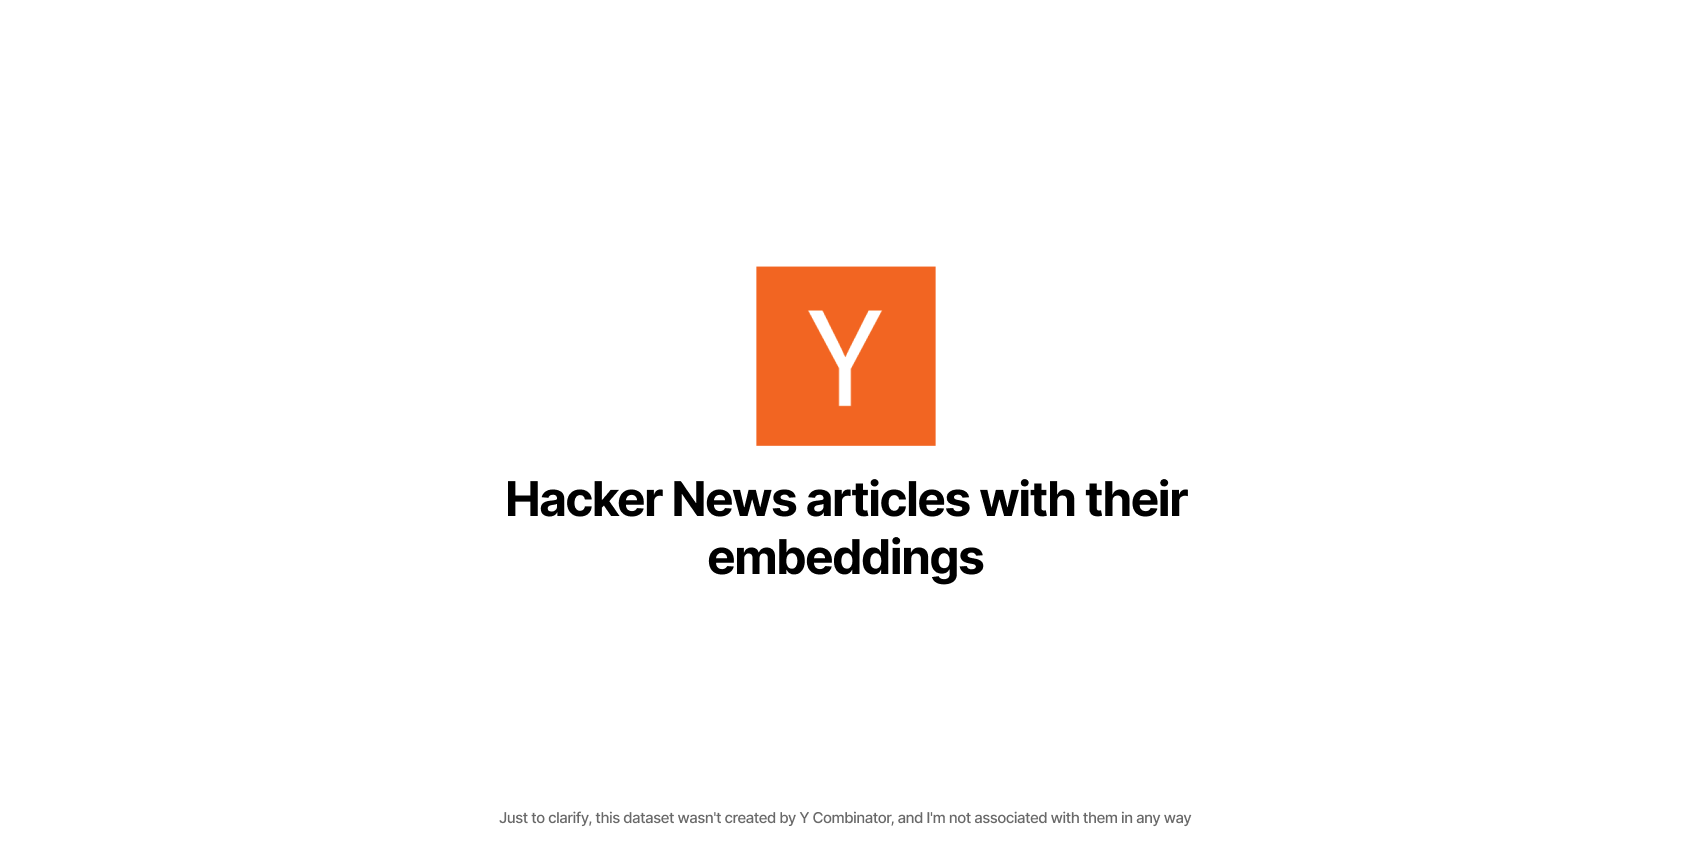 Y
Hacker News articles with their
embeddings
Just to clarify, this dataset wasn't created by Y Combinator, and I'm not associated with them in any way